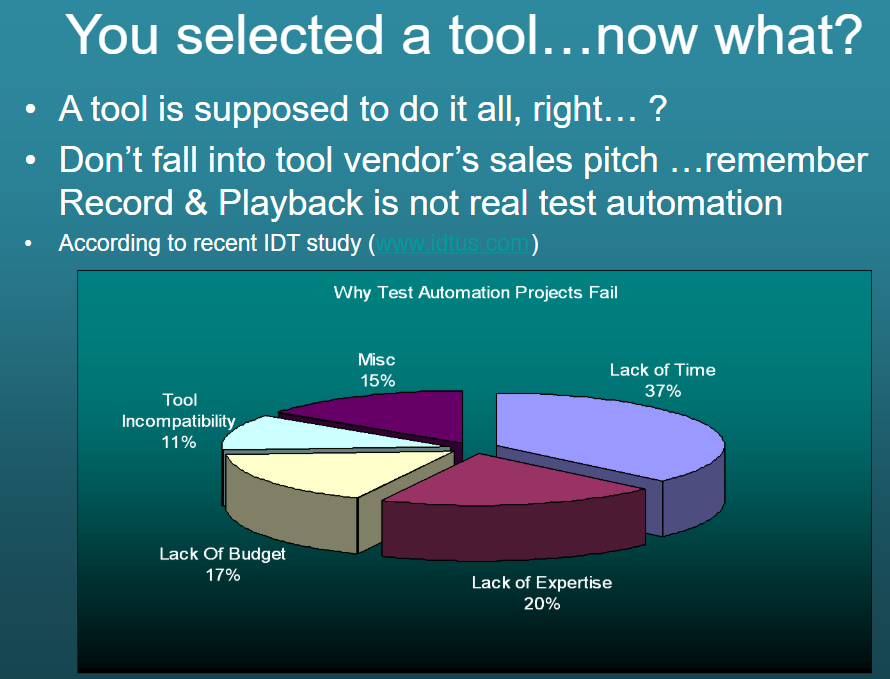 You selected a tool…now what?
• A tool is supposed to do it all, right… ?
• Don’t fall into tool vendor’s sales pitch …remember
Record & Playback is not real test automation
• According to recent IDT study (www.idtus.com)
Why Test Automation Projects Fail
Misc
15%
Lack of Time
37%
Tool
Incompatibility
11%
Lack Of Budget
17%
Lack of Expertise
20%